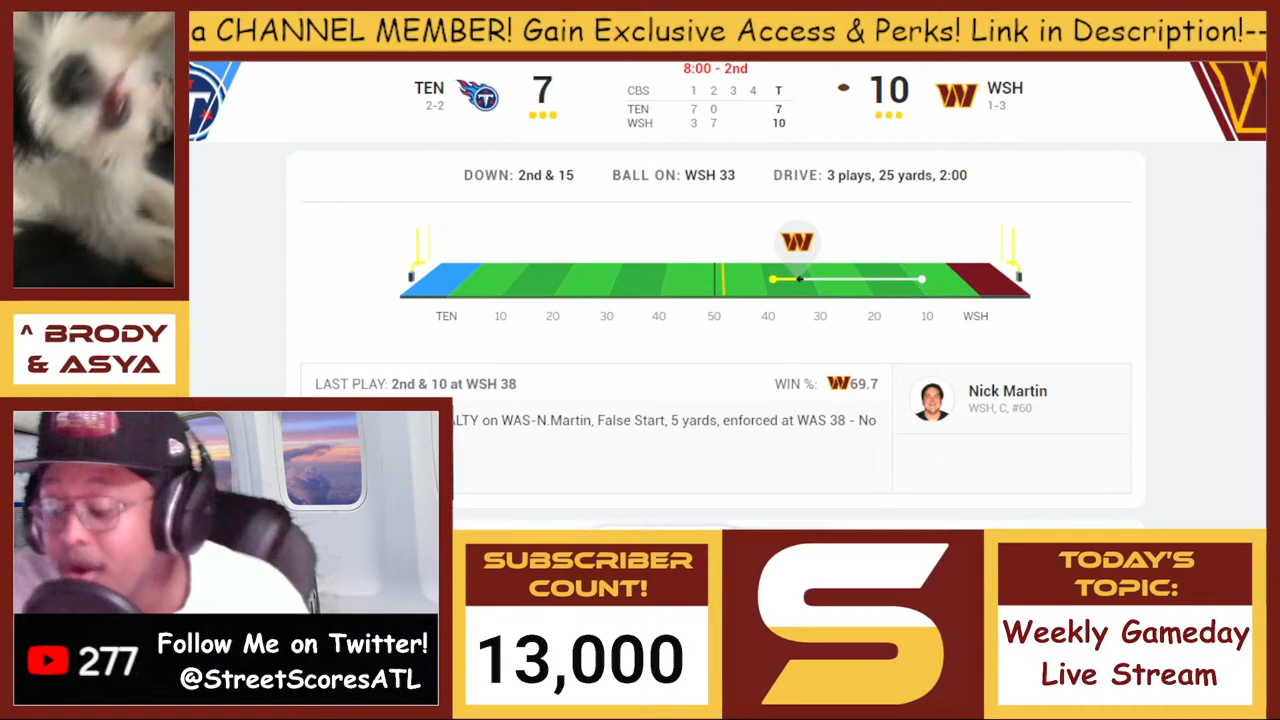 a CHANNEL MEMBER! Gain Exclusive Access & Perks! Link in Description!--
8:00 - 2nd
TEN 7
2-2
CBS 1 2 3 4 T
TEN 7 0 7
WSH 3 7 10
10 WSH
1-3
DOWN: 2nd & 15 BALL ON: WSH 33 DRIVE: 3 plays, 25 yards, 2:00
W
TEN 10 20 30 40 50 40 30 20 10 WSH
LAST PLAY: 2nd & 10 at WSH 38 WIN %: W 69.7
LTY on WAS-N.Martin, False Start, 5 yards, enforced at WAS 38 - No
Nick Martin
WSH, C, #60
^ BRODY
& ASYA
277
Follow Me on Twitter!
@StreetScoresATL
SUBSCRIBER
COUNT!
13,000
S
TODAY'S
TOPIC:
Weekly Gameday
Live Stream